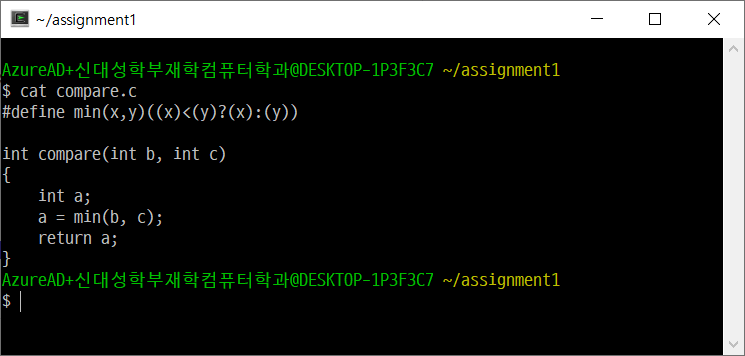 ~/assignment1
AzureAD+신대성학부재학컴퓨터학과@DESKTOP-1P3F3C7 ~/assignment1
$ cat compare.c
#define min(x,y)((x)<(y)?(x):(y))
int compare(int b, int c)
{
    int a;
    a = min(b, c);
    return a;
}
AzureAD+신대성학부재학컴퓨터학과@DESKTOP-1P3F3C7 ~/assignment1
$